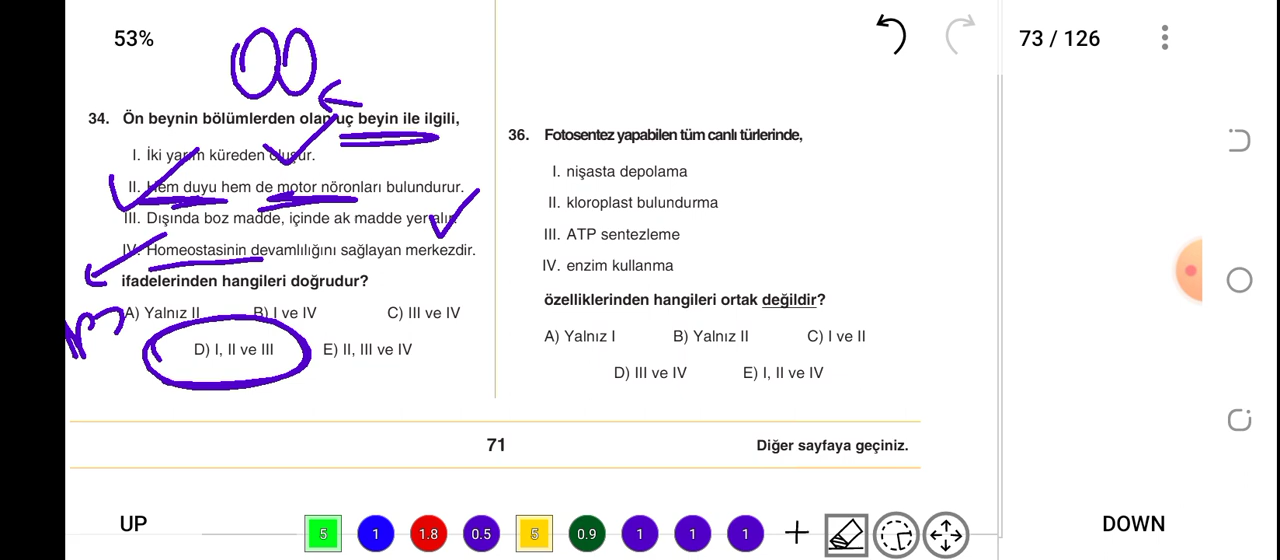 53%
73 / 126
34. Ön beynin bölümlerden olan uç beyin ile ilgili,
I. İki yarım küreden oluşur.
II. Hem duyu hem de motor nöronları bulundurur.
III. Dışında boz madde, içinde ak madde yer alır.
IV. Homeostasinin devamlılığını sağlayan merkezdir.
ifadelerinden hangileri doğrudur?
A) Yalnız II
B) I ve IV
C) III ve IV
D) I, II ve III
E) II, III ve IV
36. Fotosentez yapabilen tüm canlı türlerinde,
I. nişasta depolama
II. kloroplast bulundurma
III. ATP sentezleme
IV. enzim kullanma
özelliklerinden hangileri ortak değildir?
A) Yalnız I
B) Yalnız II
C) I ve II
D) III ve IV
E) I, II ve IV
71
Diğer sayfaya geçiniz.
UP
5
1
1.8
0.5
5
0.9
1
1
1
DOWN